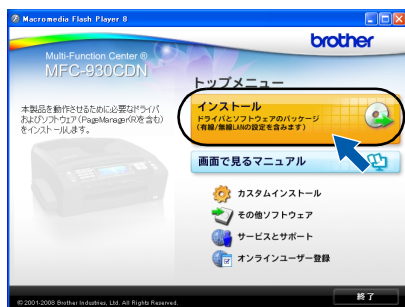 Macromedia Flash Player 8
brother
Multi-Function Center ®
MFC-930CDN
トップメニュー
本製品を動作させるために必要なドライバ
およびソフトウェア(PageManager(R)を含む)
をインストールします。
インストール
ドライバとソフトウェアのパッケージ
(有線/無線LANの設定を含みます)
画面で見るマニュアル
カスタムインストール
その他ソフトウェア
サービスとサポート
オンラインユーザー登録
© 2001-2008 Brother Industries, Ltd. All Rights Reserved.
終了